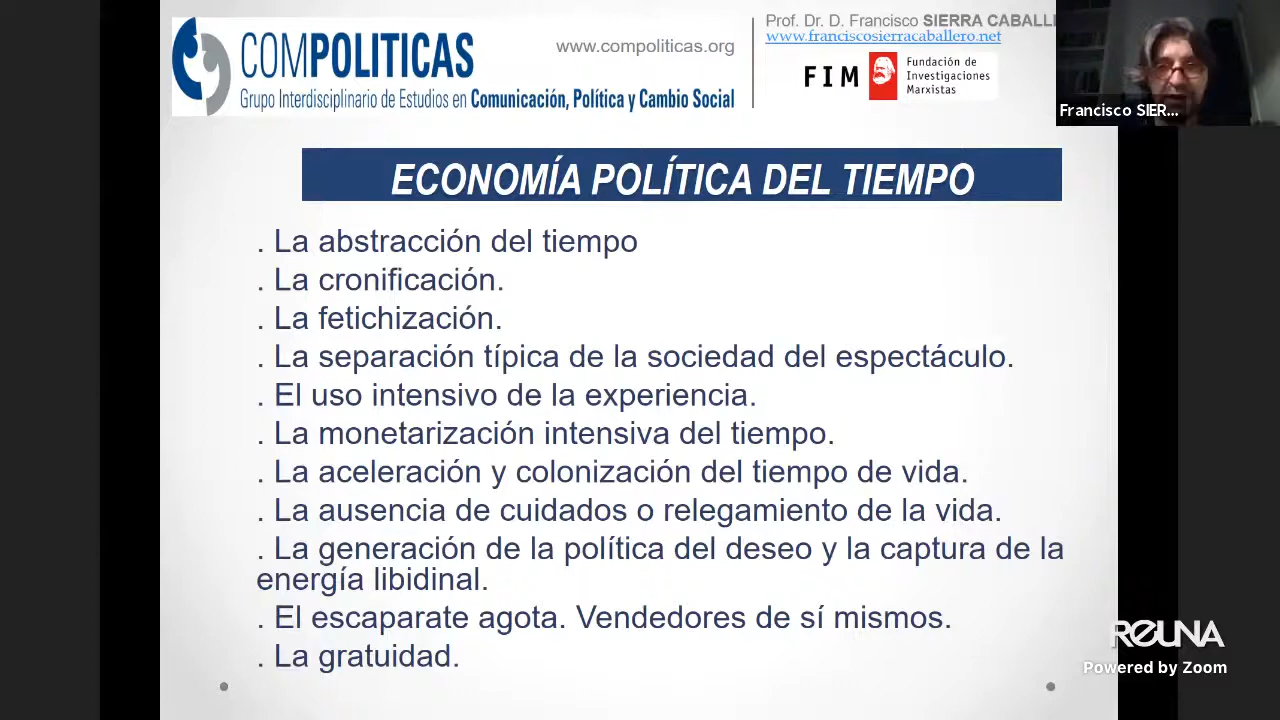 COMPOLITICAS
Grupo Interdisciplinario de Estudios en Comunicación, Política y Cambio Social
www.compoliticas.org
Prof. Dr. D. Francisco SIERRA CABALLE
www.franciscosierracaballero.net
FIM
Fundación de
Investigaciones
Marxistas
Francisco SIER...
ECONOMÍA POLÍTICA DEL TIEMPO
. La abstracción del tiempo
. La cronificación.
. La fetichización.
. La separación típica de la sociedad del espectáculo.
. El uso intensivo de la experiencia.
. La monetarización intensiva del tiempo.
. La aceleración y colonización del tiempo de vida.
. La ausencia de cuidados o relegamiento de la vida.
. La generación de la política del deseo y la captura de la
energía libidinal.
. El escaparate agota. Vendedores de sí mismos.
. La gratuidad.
REUNA
Powered by Zoom